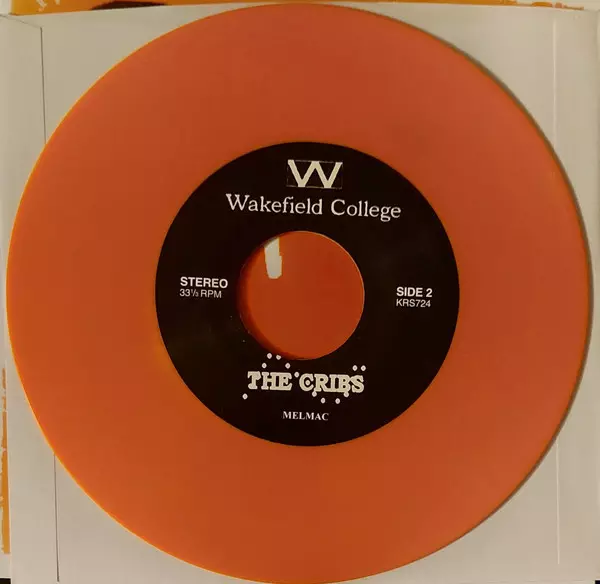 W
Wakefield College
STEREO
33⅓ RPM
SIDE 2
KRS724
THE CRIBS
MELMAC